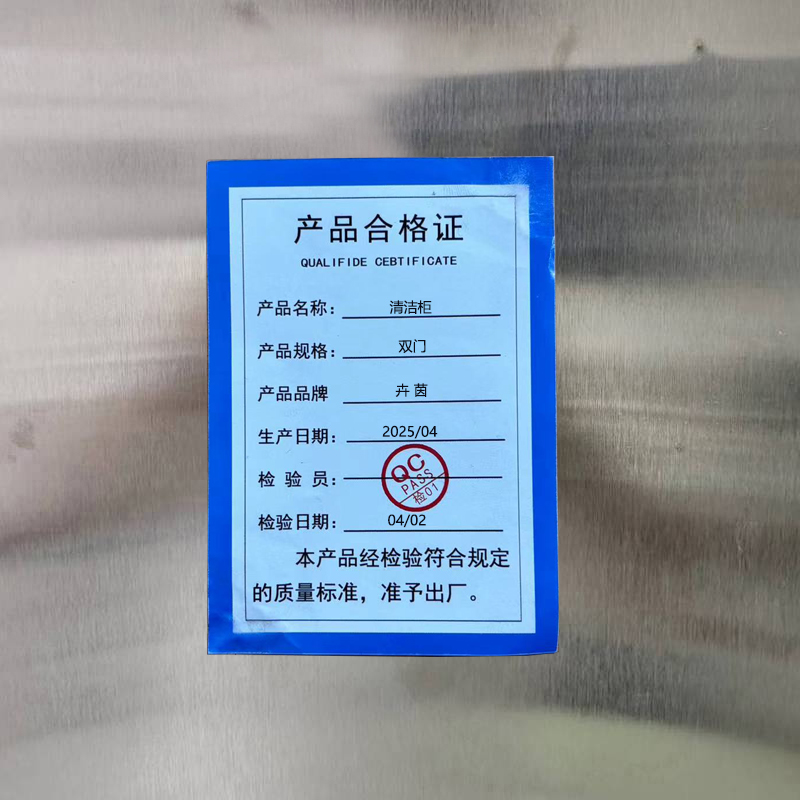 产品合格证
QUALIFIDE CEBTIFICATE
产品名称：清洁柜
产品规格：双门
产品品牌 卉茵
生产日期：2025/04
检 验 员：QC PASS 检01
检验日期：04/02
本产品经检验符合规定
的质量标准，准予出厂。